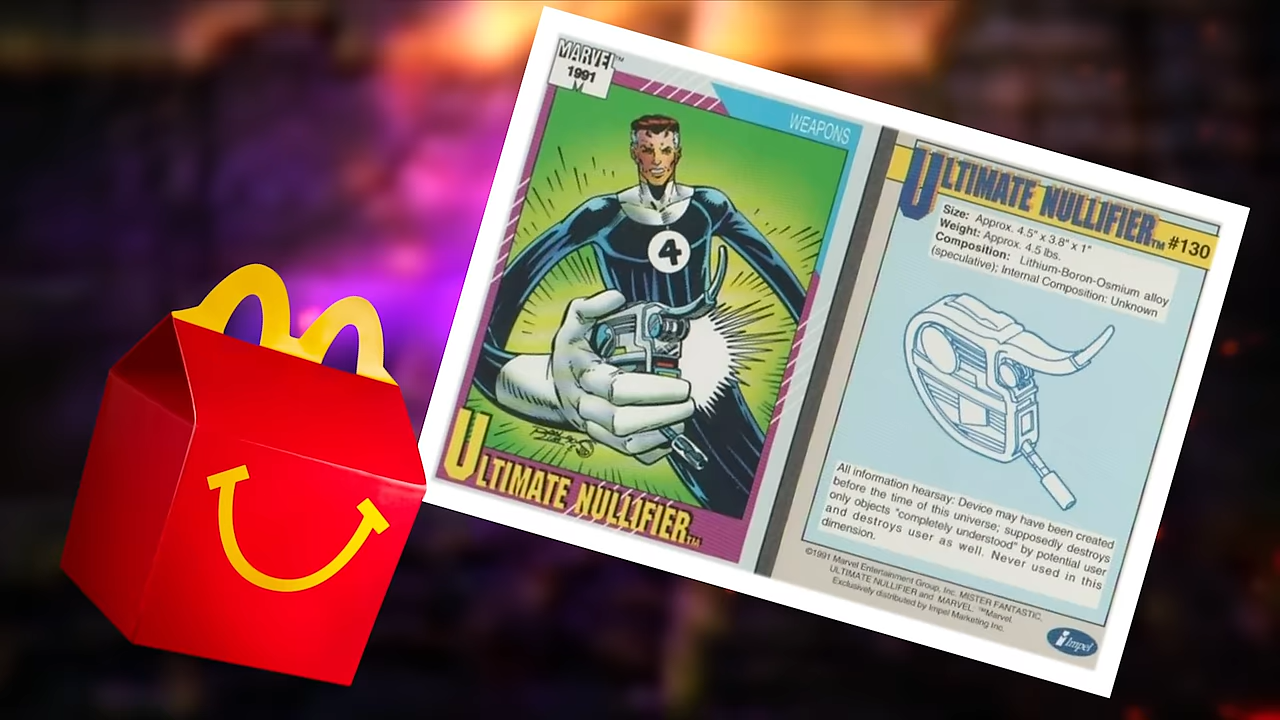 MARVEL™
1991
WEAPONS
4
ULTIMATE NULLIFIER™
ULTIMATE NULLIFIER™ #130
Size: Approx. 4.5" x 3.8" x 1"
Weight: Approx. 4.5 lbs.
Composition: Lithium-Boron-Osmium alloy
(speculative); Internal Composition: Unknown
All information hearsay: Device may have been created
before the time of this universe; supposedly destroys
only objects "completely understood" by potential user
and destroys user as well. Never used in this
dimension.
©1991 Marvel Entertainment Group, Inc. MISTER FANTASTIC,
ULTIMATE NULLIFIER and MARVEL: ™Marvel.
Exclusively distributed by Impel Marketing Inc.
impel